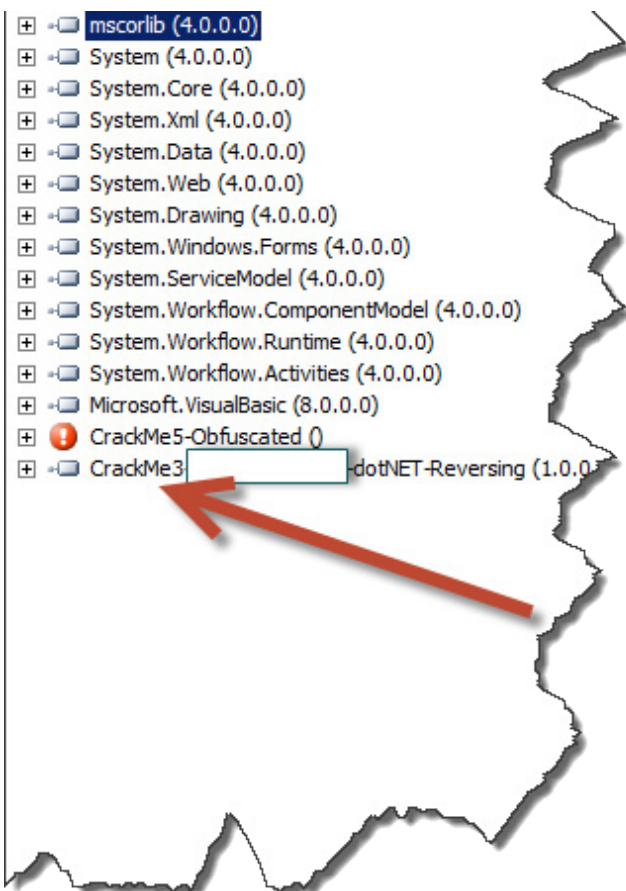 mscorlib (4.0.0.0)
System (4.0.0.0)
System.Core (4.0.0.0)
System.Xml (4.0.0.0)
System.Data (4.0.0.0)
System.Web (4.0.0.0)
System.Drawing (4.0.0.0)
System.Windows.Forms (4.0.0.0)
System.ServiceModel (4.0.0.0)
System.Workflow.ComponentModel (4.0.0.0)
System.Workflow.Runtime (4.0.0.0)
System.Workflow.Activities (4.0.0.0)
Microsoft.VisualBasic (8.0.0.0)
CrackMe5-Obfuscated ()
CrackMe3- -dotNET-Reversing (1.0.0